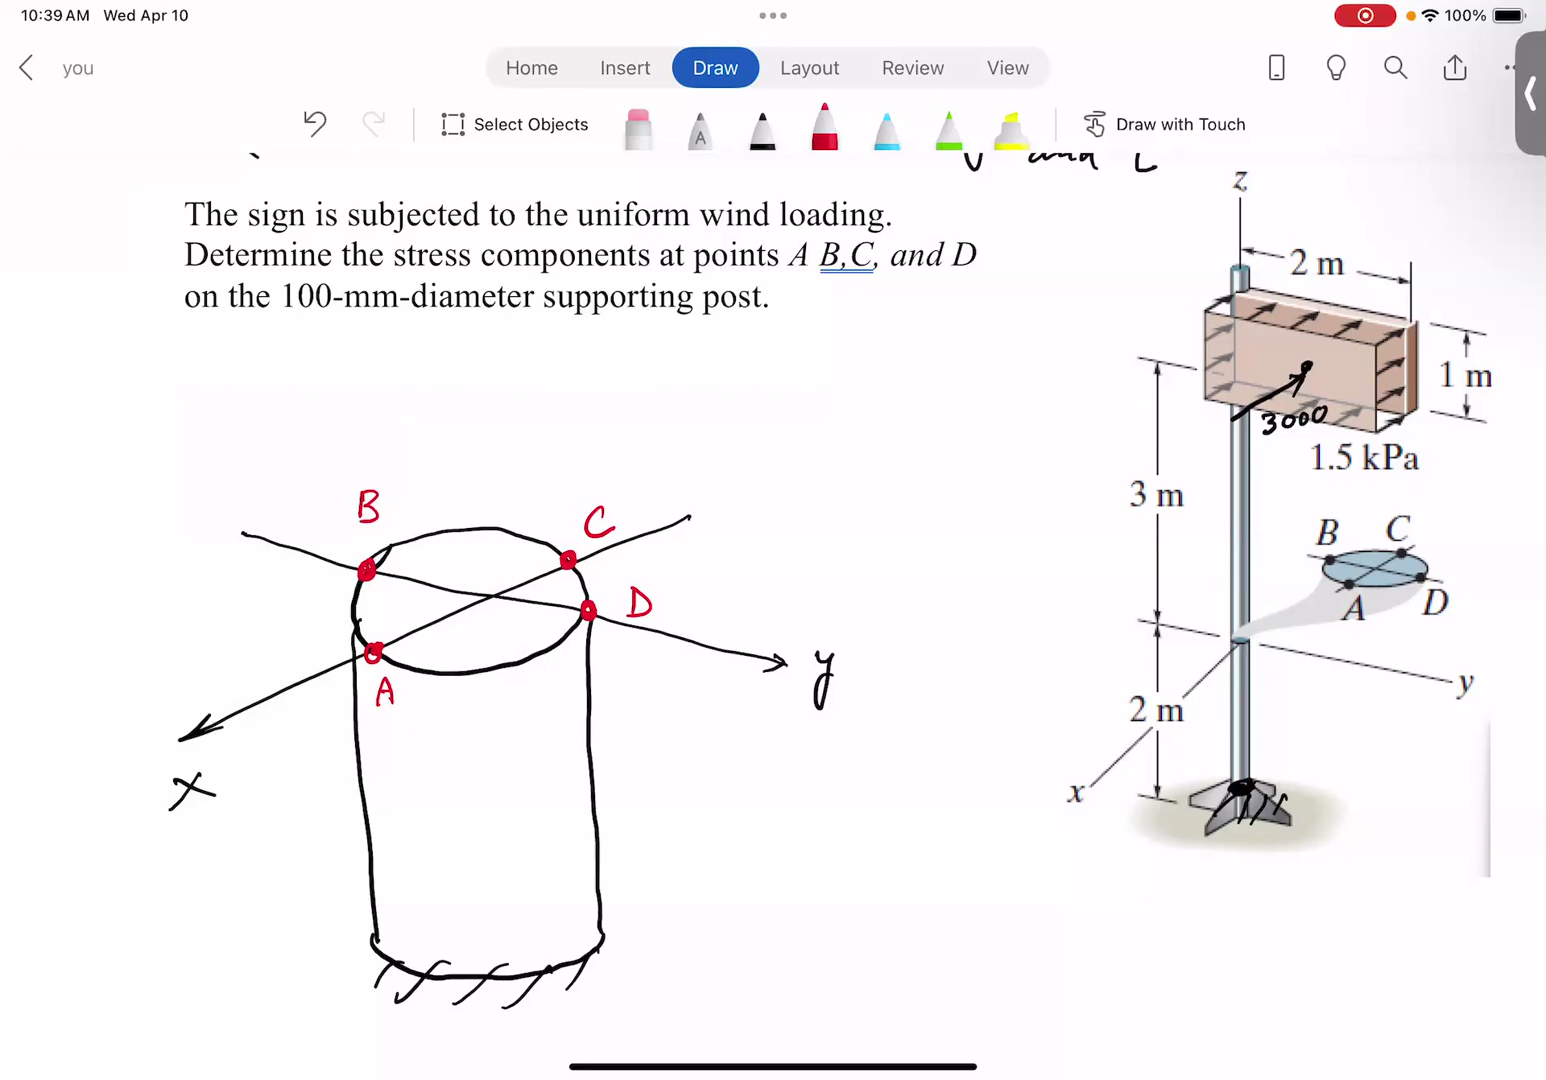 10:39 AM Wed Apr 10
100%
you
Home Insert Draw Layout Review View
Select Objects
A
Draw with Touch
and
The sign is subjected to the uniform wind loading.
Determine the stress components at points A B,C, and D
on the 100-mm-diameter supporting post.
z
2 m
1 m
3000
1.5 kPa
3 m
B C
A D
y
2 m
x
B
C
D
A
y
x